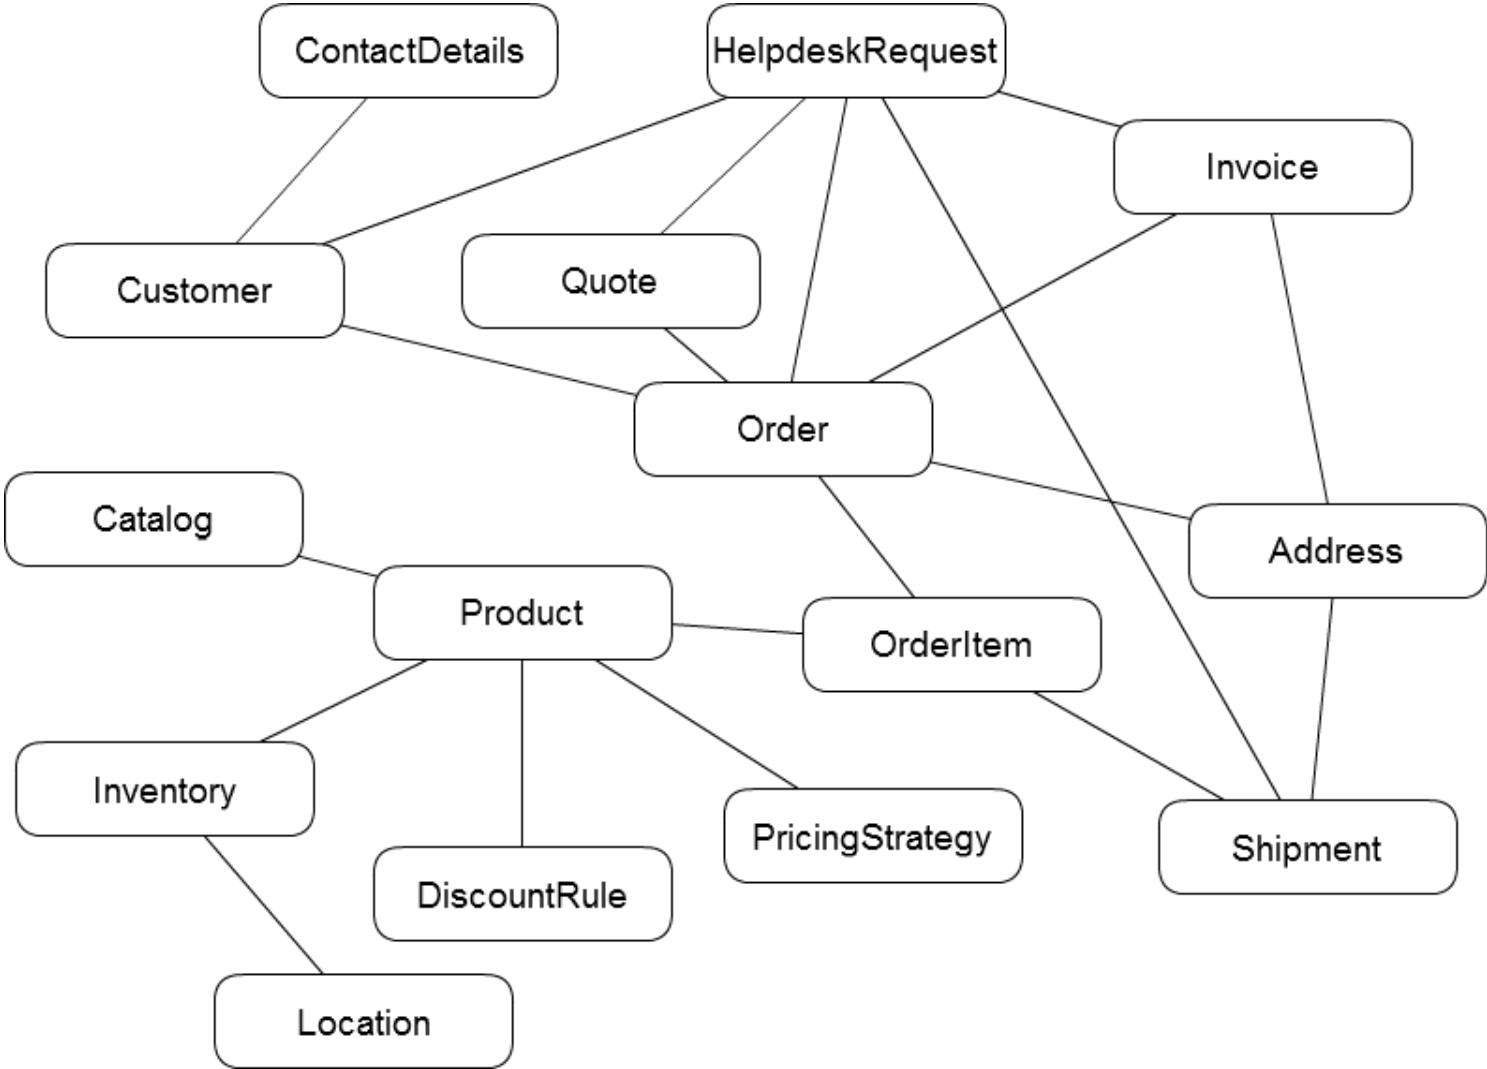 ContactDetails
HelpdeskRequest
Invoice
Customer
Quote
Order
Catalog
Address
Product
OrderItem
Inventory
PricingStrategy
Shipment
DiscountRule
Location